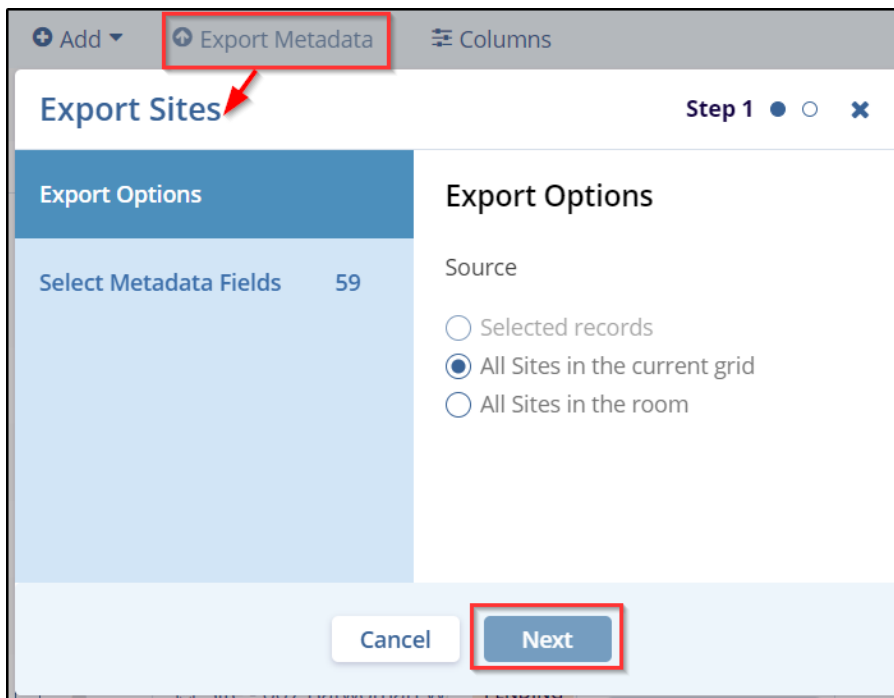 Add
Export Metadata
Columns
Export Sites
Step 1
Export Options
Select Metadata Fields 59
Export Options
Source
Selected records
All Sites in the current grid
All Sites in the room
Cancel
Next